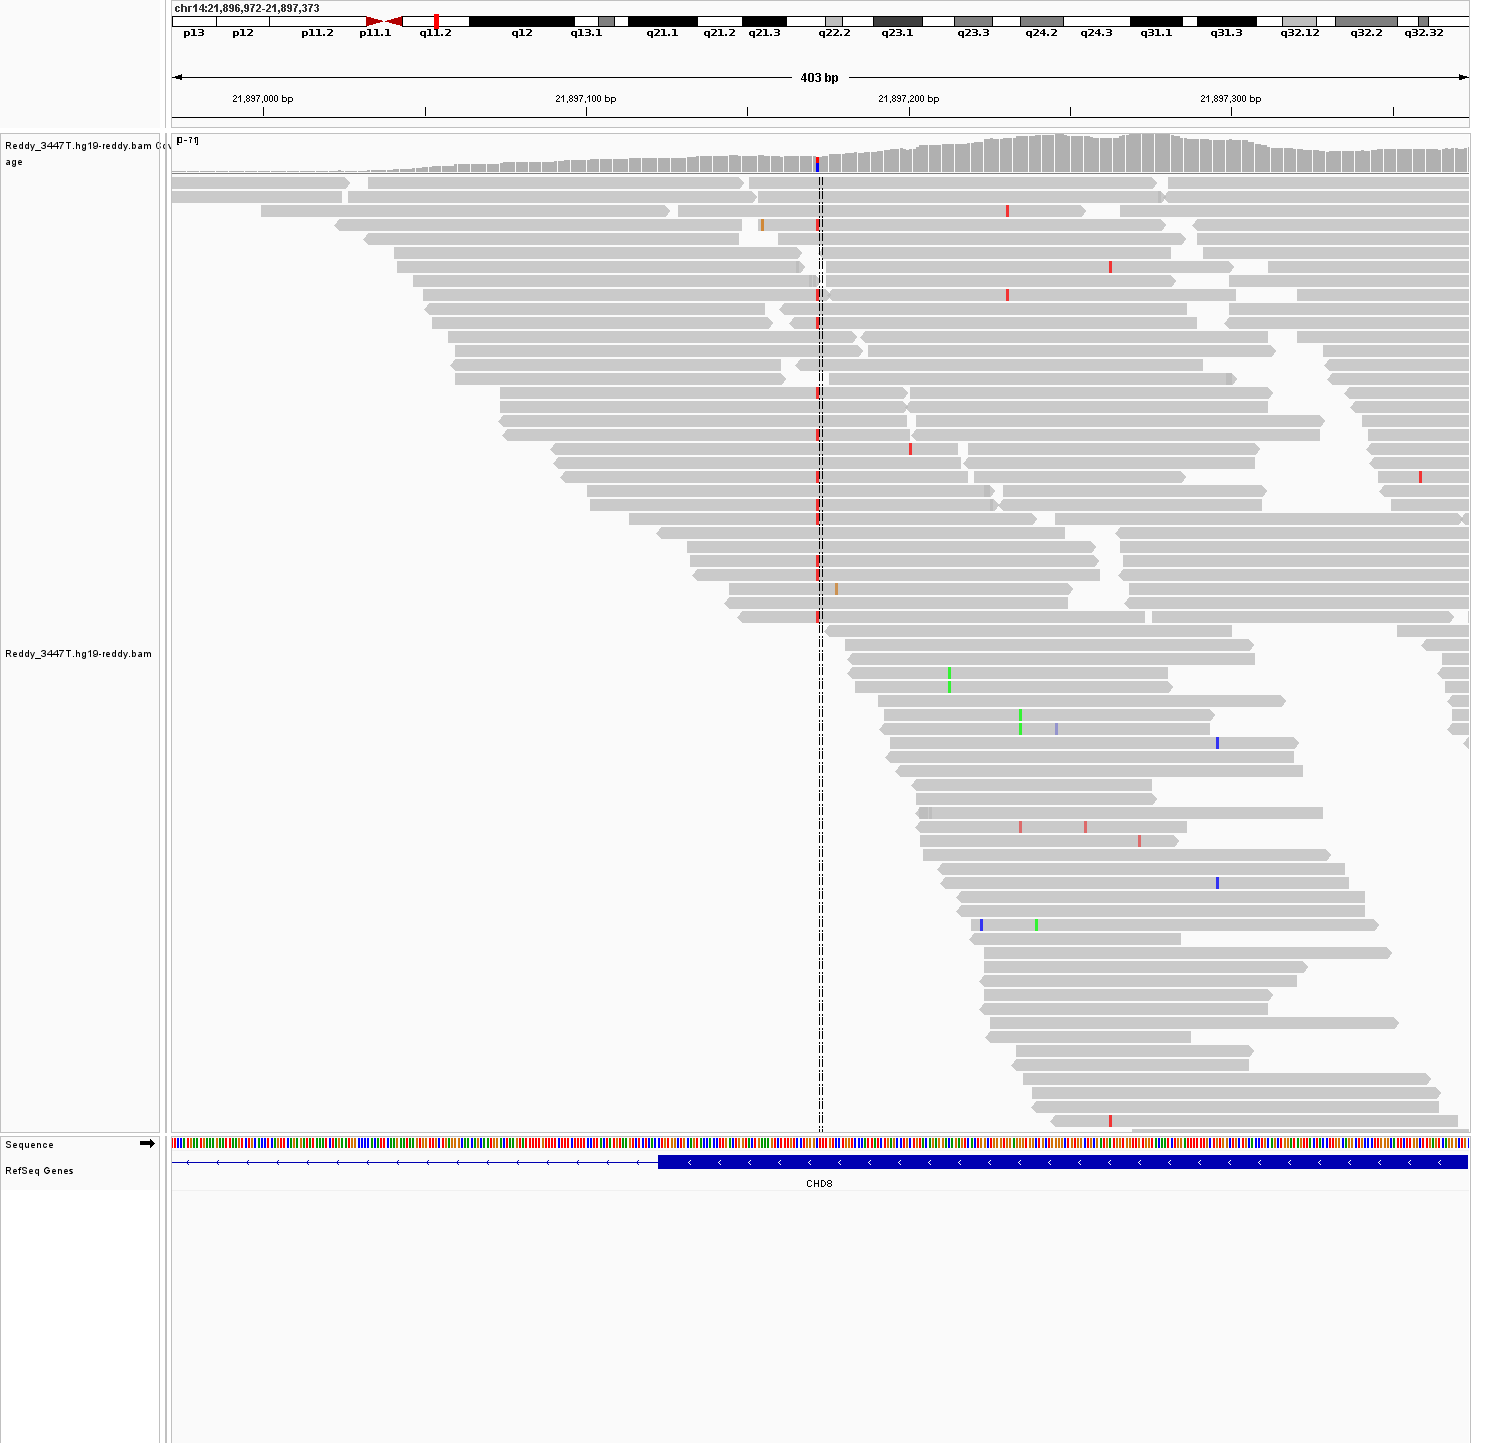 chr14:21,896,972-21,897,373
p13 p12 p11.2 p11.1 q11.2 q12 q13.1 q21.1 q21.2 q21.3 q22.2 q23.1 q23.3 q24.2 q24.3 q31.1 q31.3 q32.12 q32.2 q32.32
403 bp
21,897,000 bp 21,897,100 bp 21,897,200 bp 21,897,300 bp
[0-71]
Reddy_3447T.hg19-reddy.bam Cov
age
Reddy_3447T.hg19-reddy.bam
Sequence
RefSeq Genes
CHD8